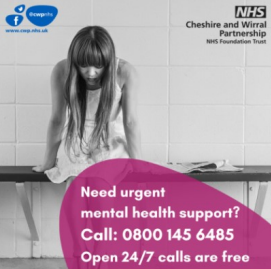 @cwpnhs
www.cwp.nhs.uk
NHS
Cheshire and Wirral
Partnership
NHS Foundation Trust
Need urgent
mental health support?
Call: 0800 145 6485
Open 24/7 calls are free